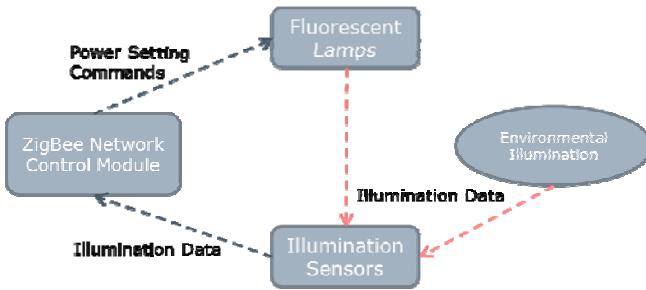 Fluorescent
Lamps
Power Setting
Commands
ZigBee Network
Control Module
Environmental
Illumination
Illumination Data
Illumination Data
Illumination
Sensors